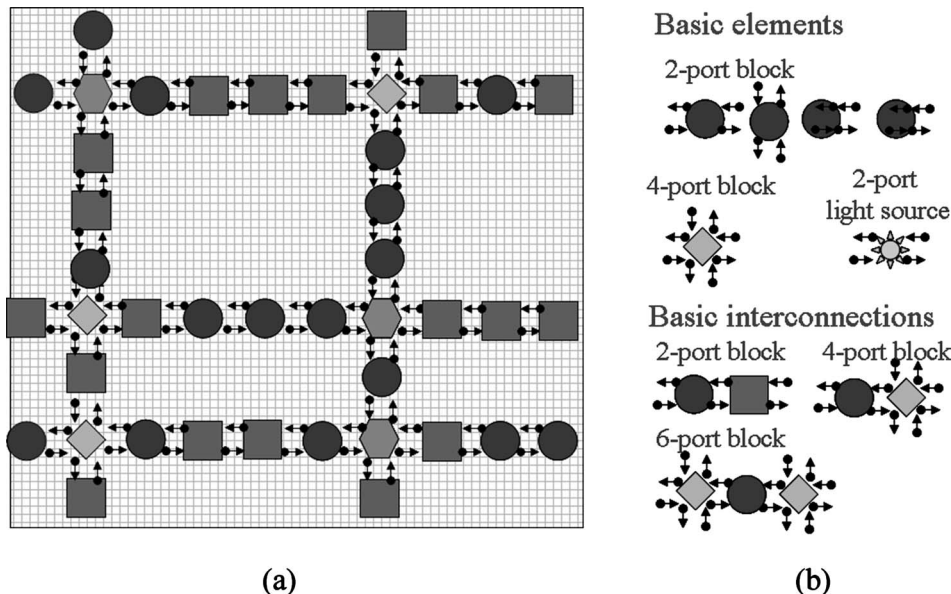 Basic elements
2-port block
4-port block
2-port
light source
Basic interconnections
2-port block
4-port block
6-port block
(a)
(b)